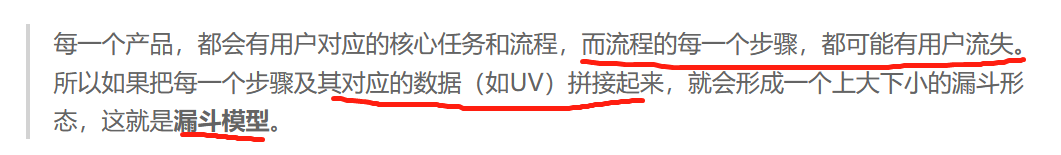 每一个产品，都会有用户对应的核心任务和流程，而流程的每一个步骤，都可能有用户流失。
所以如果把每一个步骤及其对应的数据（如UV）拼接起来，就会形成一个上大下小的漏斗形
态，这就是漏斗模型。